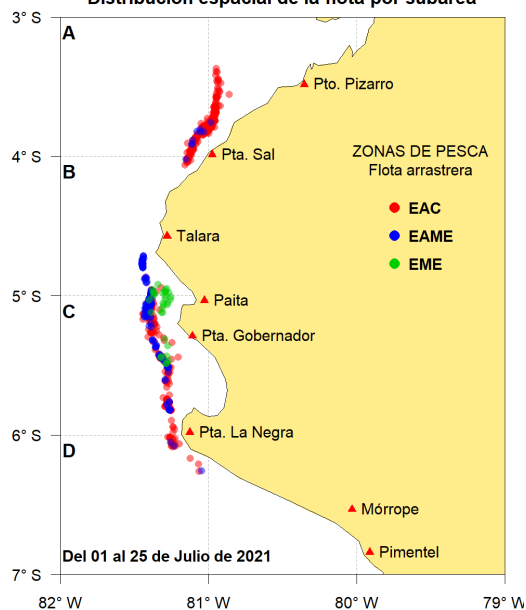 Distribución espacial de la flota por subárea
3° S
A
Pto. Pizarro
4° S
Pta. Sal
B
ZONAS DE PESCA
Flota arrastrera
EAC
EAME
EME
Talara
5° S
Paita
C
Pta. Gobernador
6° S
Pta. La Negra
D
Mórrope
Del 01 al 25 de Julio de 2021
Pimentel
7° S
82° W
81° W
80° W
79° W